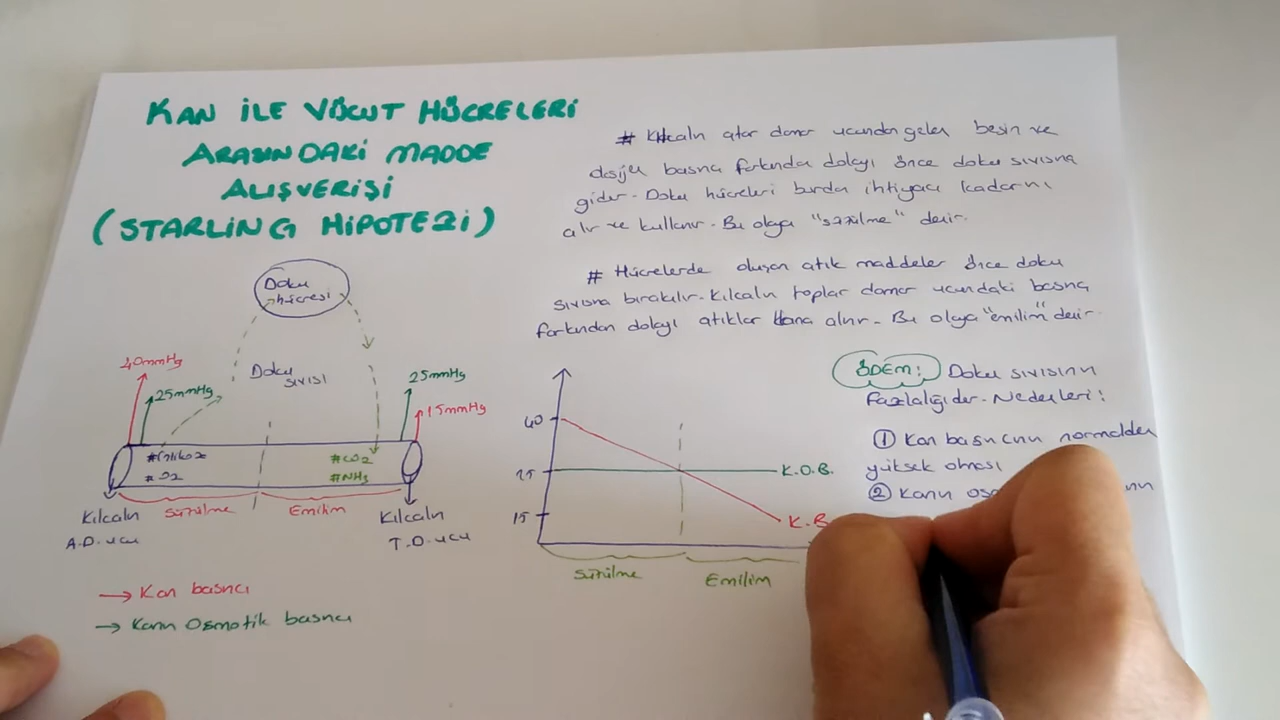 KAN İLE VÜCUT HÜCRELERİ
ARASINDAKİ MADDE
ALIŞVERİŞİ
(STARLING HİPOTEZİ)
Doku
hücresi
Doku
sıvısı
40mmHg
25mmHg
25mmHg
15mmHg
#Glikoz
#O2
#CO2
#NH3
Süzülme
Emilim
Kılcalın
A.D. ucu
Kılcalın
T.D. ucu
→ Kan basıncı
→ Kanın Osmotik basıncı
# Kılcalın atar damar ucundan gelen besin ve
basınç farkından dolayı önce doku sıvısına
gider. Doku hücreleri burdan ihtiyacı kadarını
alır ve kullanır. Bu olaya "süzülme" denir.
# Hücrelerde oluşan atık maddeler önce doku
sıvısına bırakılır. Kılcalın toplar damar ucundaki basınç
farkından dolayı atıklar kana alınır. Bu olaya "emilim" denir.
40
25
15
K.O.B.
K.B
Süzülme
Emilim
ÖDEM: Doku sıvısının
fazlalığıdır. Nedenleri:
① Kan basıncının normalden
yüksek olması
② Kanın